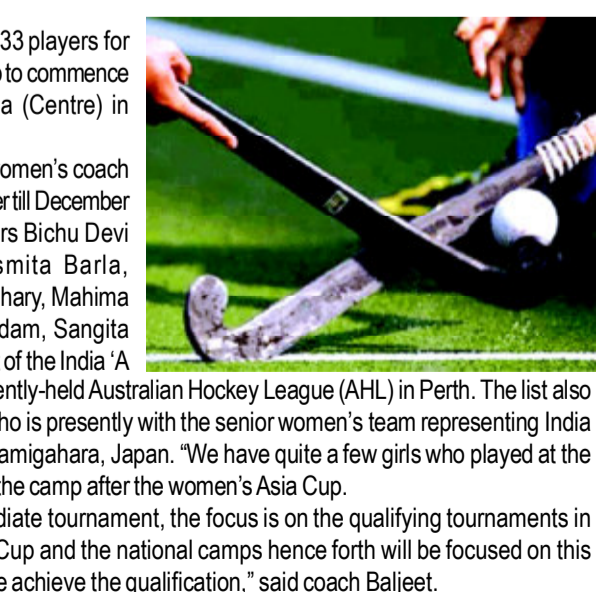 33 players for
to commence
a (Centre) in
women's coach
er till December
rs Bichu Devi
smita Barla,
hary, Mahima
dam, Sangita
t of the India 'A
ently-held Australian Hockey League (AHL) in Perth. The list also
ho is presently with the senior women's team representing India
amigahara, Japan. “We have quite a few girls who played at the
the camp after the women's Asia Cup.
diate tournament, the focus is on the qualifying tournaments in
Cup and the national camps hence forth will be focused on this
e achieve the qualification,” said coach Baljeet.